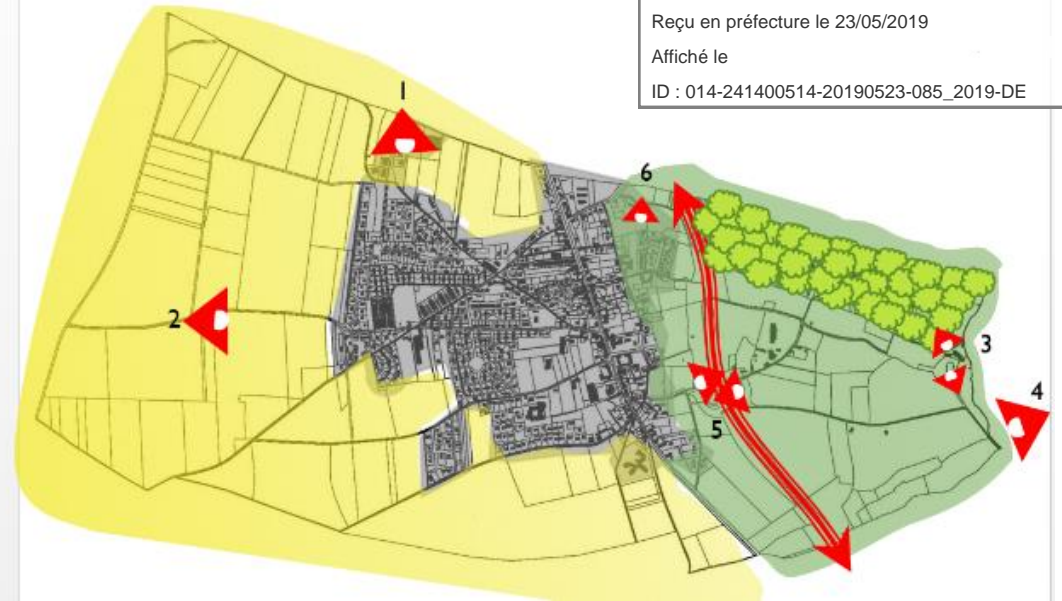 Reçu en préfecture le 23/05/2019
Affiché le
ID : 014-241400514-20190523-085_2019-DE
1
6
2
3
4
5